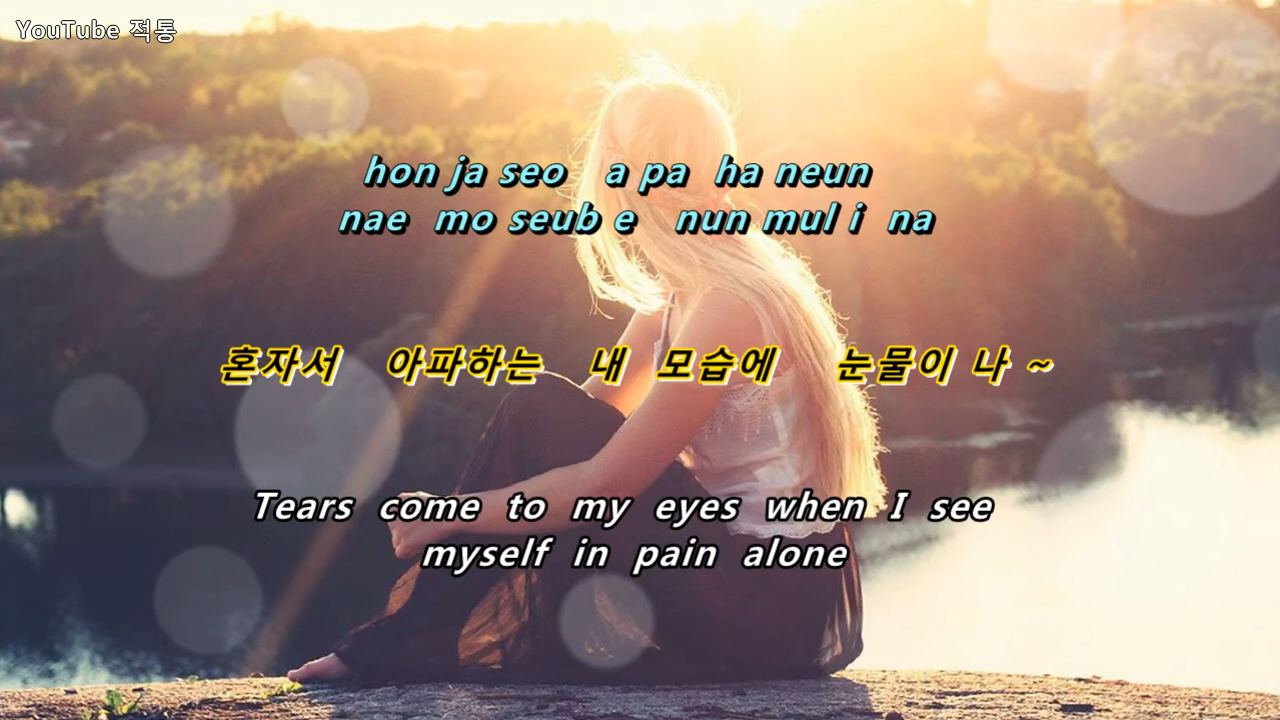 YouTube 적통
hon ja seo a pa ha neun
nae mo seub e nun mul i na
혼자서 아파하는 내 모습에 눈물이 나 ~
Tears come to my eyes when I see
myself in pain alone